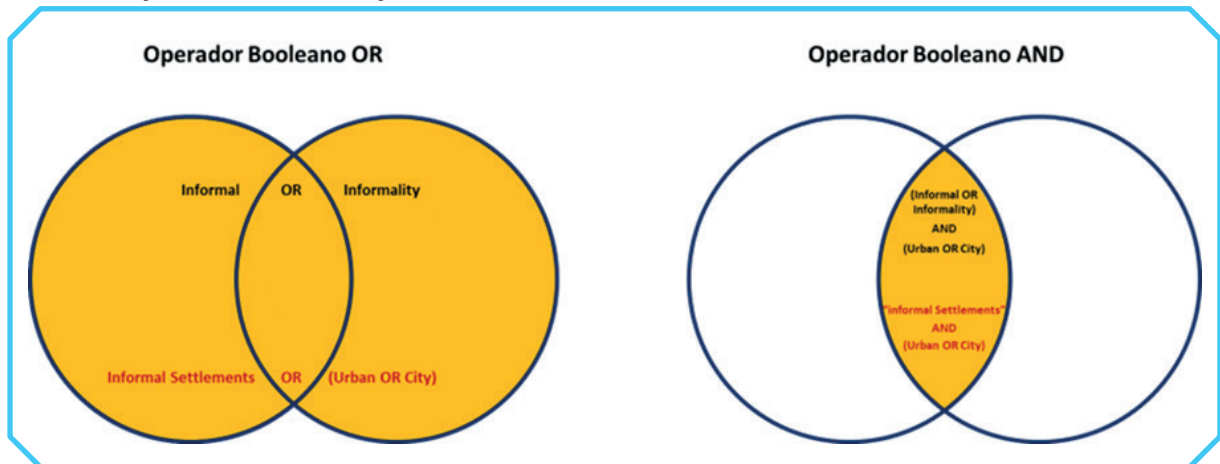 Operador Booleano OR
Informal OR Informality
Informal Settlements OR (Urban OR City)
Operador Booleano AND
(Informal OR
Informality)
AND
(Urban OR City)
"informal Settlements"
AND
(Urban OR City)